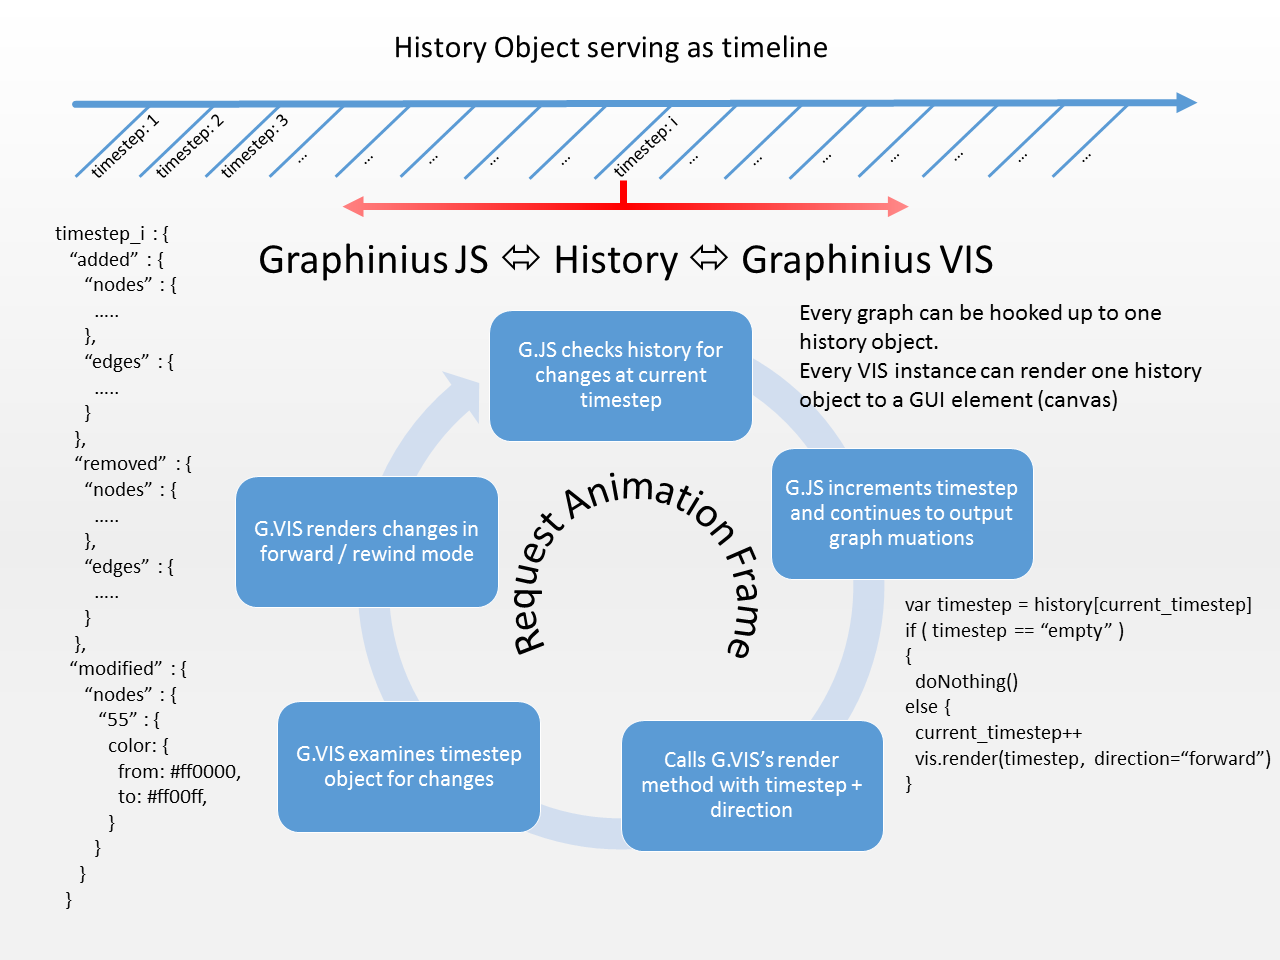 History Object serving as timeline
timestep: 1
timestep: 2
timestep: 3
...
...
...
...
...
timestep: i
...
...
...
...
...
...
...
timestep_i : {
“added” : {
“nodes” : {
.....
},
“edges” : {
.....
}
},
“removed” : {
“nodes” : {
.....
},
“edges” : {
.....
}
},
“modified” : {
“nodes” : {
“55” : {
color: {
from: #ff0000,
to: #ff00ff,
}
}
}
}
Graphinius JS ⬄ History ⬄ Graphinius VIS
Every graph can be hooked up to one
history object.
Every VIS instance can render one history
object to a GUI element (canvas)
G.JS checks history for
changes at current
timestep
G.JS increments timestep
and continues to output
graph muations
Calls G.VIS’s render
method with timestep +
direction
G.VIS examines timestep
object for changes
G.VIS renders changes in
forward / rewind mode
Request Animation Frame
var timestep = history[current_timestep]
if ( timestep == “empty” )
{
doNothing()
else {
current_timestep++
vis.render(timestep, direction=“forward”)
}